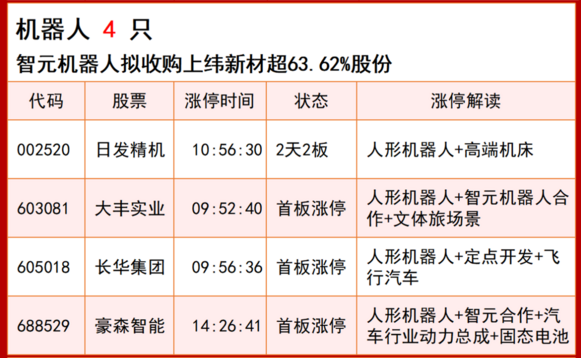 机器人 4 只
智元机器人拟收购上纬新材超63.62%股份
代码 股票 涨停时间 状态 涨停解读
002520 日发精机 10:56:30 2天2板 人形机器人+高端机床
603081 大丰实业 09:52:40 首板涨停 人形机器人+智元机器人合
作+文体旅场景
605018 长华集团 09:56:36 首板涨停 人形机器人+定点开发+飞
行汽车
688529 豪森智能 14:26:41 首板涨停 人形机器人+智元合作+汽
车行业动力总成+固态电池